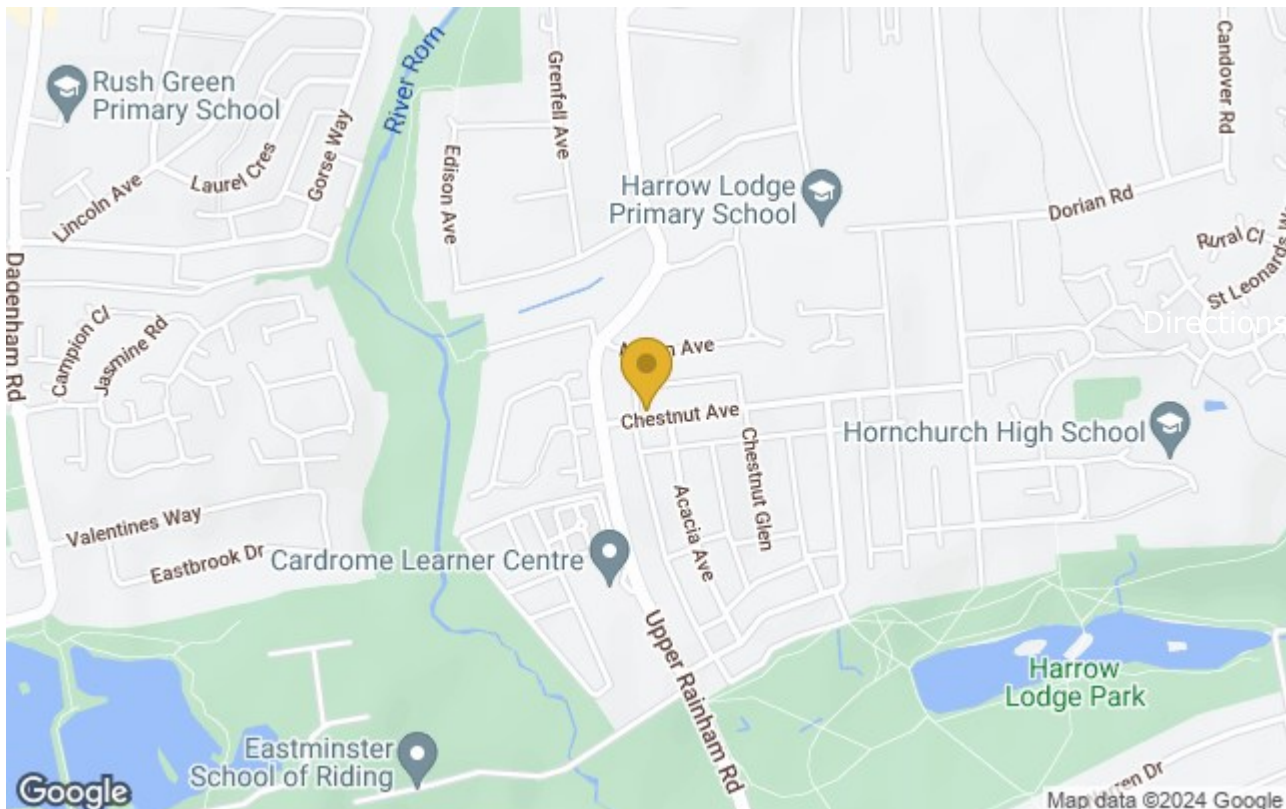 Rush Green
Primary School
River Rom
Grenfell Ave
Candover Rd
Gorse Way
Laurel Cres
Edison Ave
Lincoln Ave
Harrow Lodge
Primary School
Dorian Rd
Rural Cl
St Leonards
Dagenham Rd
Campion Cl
Jasmine Rd
Directions
Ave
Chestnut Ave
Hornchurch High School
Chestnut Glen
Acacia Ave
Valentines Way
Eastbrook Dr
Cardrome Learner Centre
Upper Rainham Rd
Harrow
Lodge Park
Eastminster
School of Riding
Dr
Google
Map data ©2024 Google